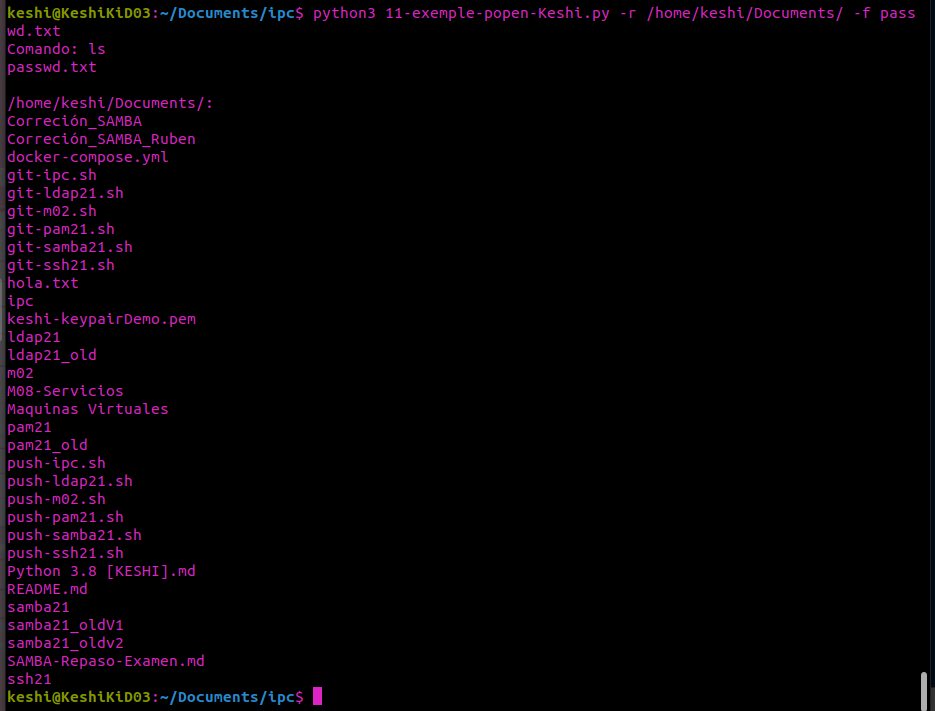 keshi@KeshiKiD03:~/Documents/ipc$ python3 11-exemple-popen-Keshi.py -r /home/keshi/Documents/ -f pass
wd.txt
Comando: ls
passwd.txt

/home/keshi/Documents/:
Correción_SAMBA
Correción_SAMBA_Ruben
docker-compose.yml
git-ipc.sh
git-ldap21.sh
git-m02.sh
git-pam21.sh
git-samba21.sh
git-ssh21.sh
hola.txt
ipc
keshi-keypairDemo.pem
ldap21
ldap21_old
m02
M08-Servicios
Maquinas Virtuales
pam21
pam21_old
push-ipc.sh
push-ldap21.sh
push-m02.sh
push-pam21.sh
push-samba21.sh
push-ssh21.sh
Python 3.8 [KESHI].md
README.md
samba21
samba21_oldV1
samba21_oldv2
SAMBA-Repaso-Examen.md
ssh21
keshi@KeshiKiD03:~/Documents/ipc$